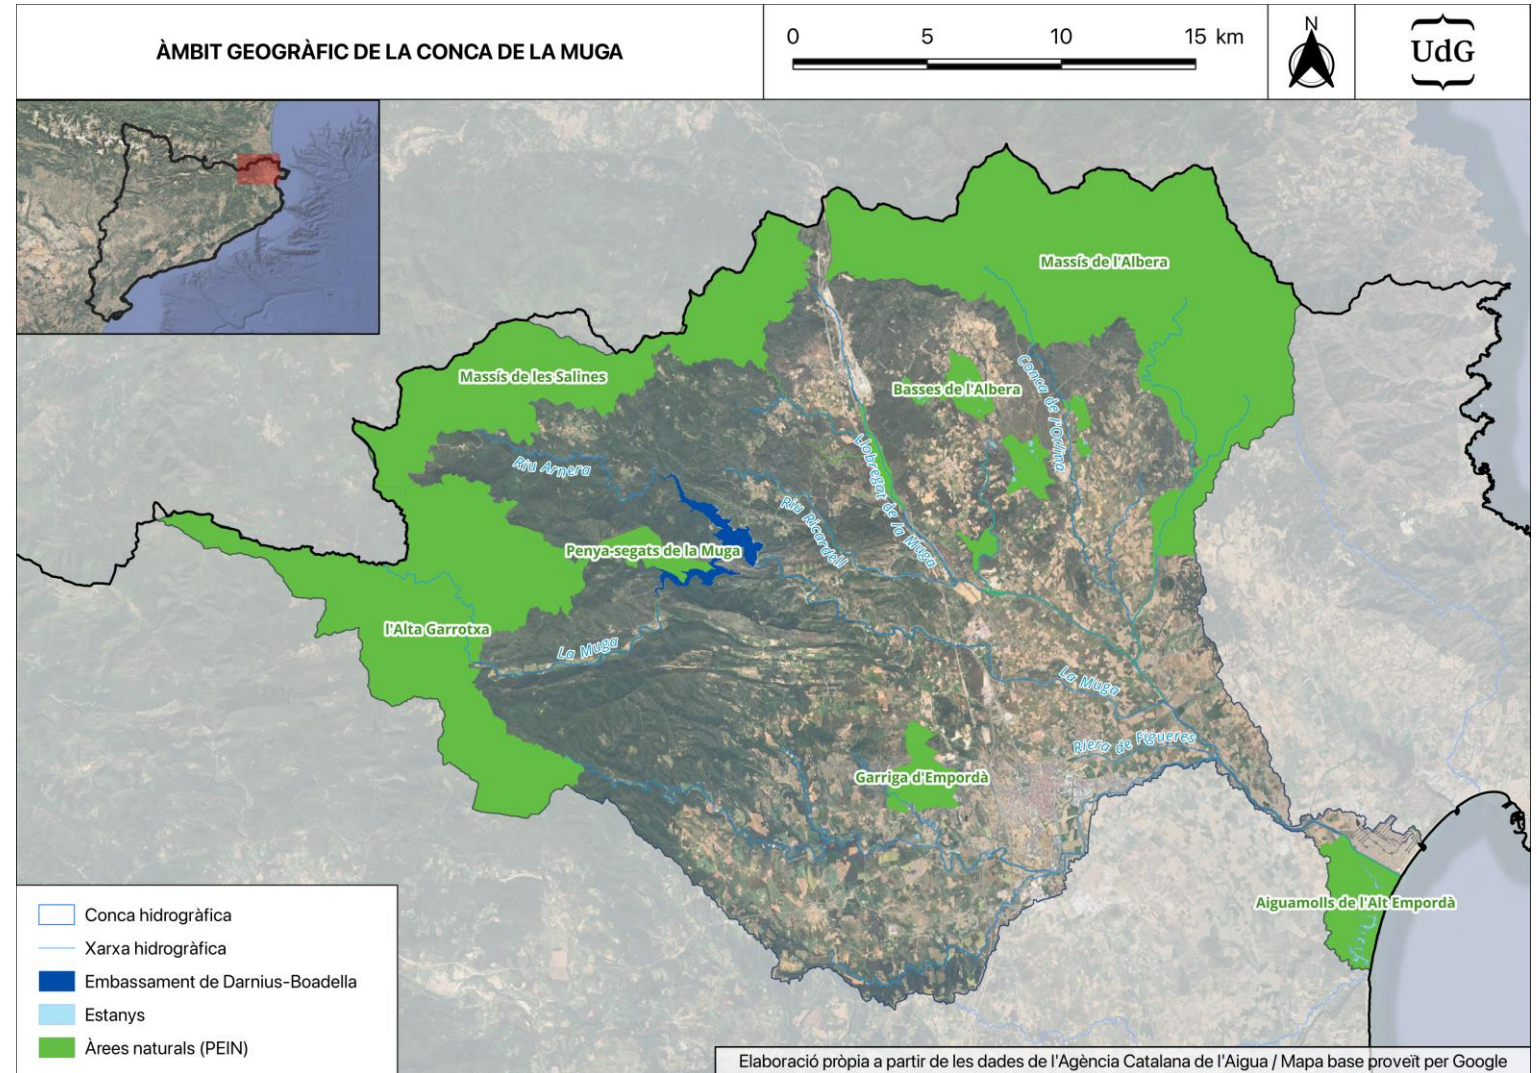 ÀMBIT GEOGRÀFIC DE LA CONCA DE LA MUGA
0 5 10 15 km
N
UdG
Massís de l'Albera
Massís de les Salines
Basses de l'Albera
Conca de l'Orlina
Llobregat de la Muga
Riu Arnera
Riu Ricardell
Penya-segats de la Muga
l'Alta Garrotxa
La Muga
La Muga
Riera de Figueres
Garriga d'Empordà
Aiguamolls de l'Alt Empordà
Conca hidrogràfica
Xarxa hidrogràfica
Embassament de Darnius-Boadella
Estanys
Àrees naturals (PEIN)
Elaboració pròpia a partir de les dades de l'Agència Catalana de l'Aigua / Mapa base proveït per Google